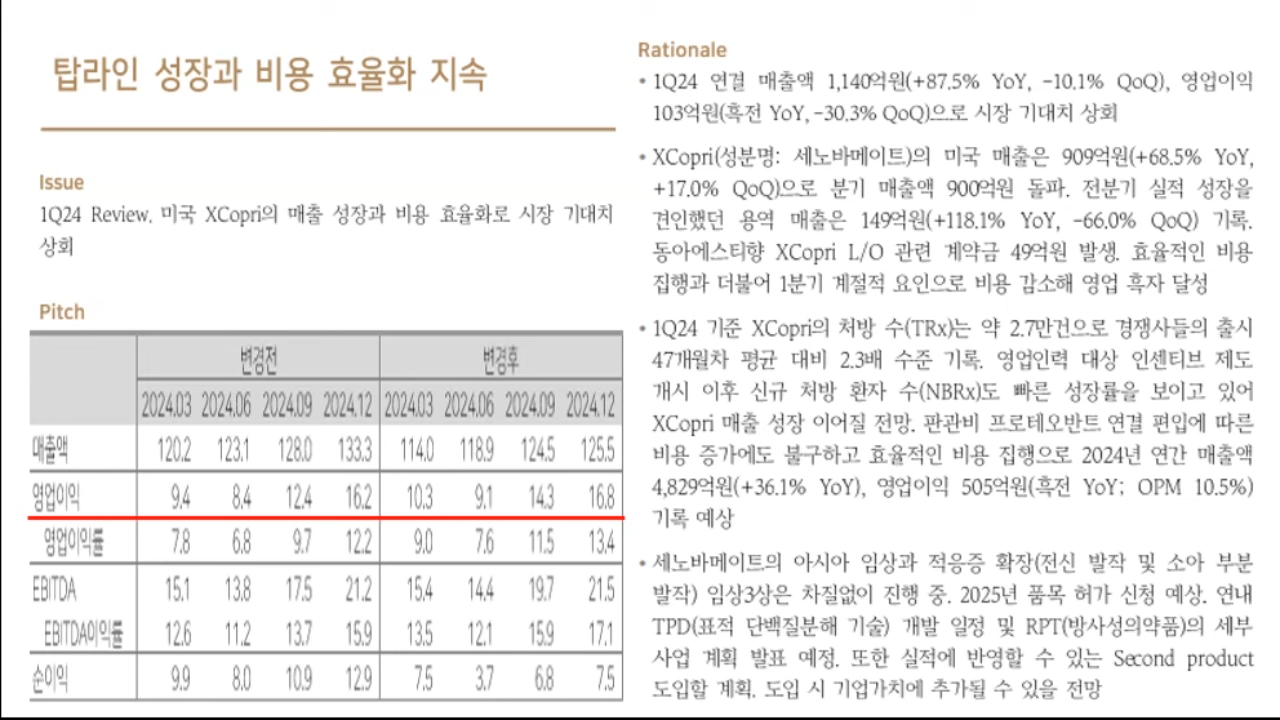 탑라인 성장과 비용 효율화 지속
Issue
1Q24 Review. 미국 XCopri의 매출 성장과 비용 효율화로 시장 기대치
상회
Pitch
변경전 변경후
2024.03 2024.06 2024.09 2024.12 2024.03 2024.06 2024.09 2024.12
매출액 120.2 123.1 128.0 133.3 114.0 118.9 124.5 125.5
영업이익 9.4 8.4 12.4 16.2 10.3 9.1 14.3 16.8
영업이익률 7.8 6.8 9.7 12.2 9.0 7.6 11.5 13.4
EBITDA 15.1 13.8 17.5 21.2 15.4 14.4 19.7 21.5
EBITDA이익률 12.6 11.2 13.7 15.9 13.5 12.1 15.9 17.1
순이익 9.9 8.0 10.9 12.9 7.5 3.7 6.8 7.5
Rationale
• 1Q24 연결 매출액 1,140억원(+87.5% YoY, -10.1% QoQ), 영업이익
103억원(흑전 YoY, -30.3% QoQ)으로 시장 기대치 상회
• XCopri(성분명: 세노바메이트)의 미국 매출은 909억원(+68.5% YoY,
+17.0% QoQ)으로 분기 매출액 900억원 돌파. 전분기 실적 성장을
견인했던 용역 매출은 149억원(+118.1% YoY, -66.0% QoQ) 기록.
동아에스티향 XCopri L/O 관련 계약금 49억원 발생. 효율적인 비용
집행과 더불어 1분기 계절적 요인으로 비용 감소해 영업 흑자 달성
• 1Q24 기준 XCopri의 처방 수(TRx)는 약 2.7만건으로 경쟁사들의 출시
47개월차 평균 대비 2.3배 수준 기록. 영업인력 대상 인센티브 제도
개시 이후 신규 처방 환자 수(NBRx)도 빠른 성장률을 보이고 있어
XCopri 매출 성장 이어질 전망. 판관비 프로테오반트 연결 편입에 따른
비용 증가에도 불구하고 효율적인 비용 집행으로 2024년 연간 매출액
4,829억원(+36.1% YoY), 영업이익 505억원(흑전 YoY; OPM 10.5%)
기록 예상
• 세노바메이트의 아시아 임상과 적응증 확장(전신 발작 및 소아 부분
발작) 임상3상은 차질없이 진행 중. 2025년 품목 허가 신청 예상. 연내
TPD(표적 단백질분해 기술) 개발 일정 및 RPT(방사성의약품)의 세부
사업 계획 발표 예정. 또한 실적에 반영할 수 있는 Second product
도입할 계획. 도입 시 기업가치에 추가될 수 있을 전망